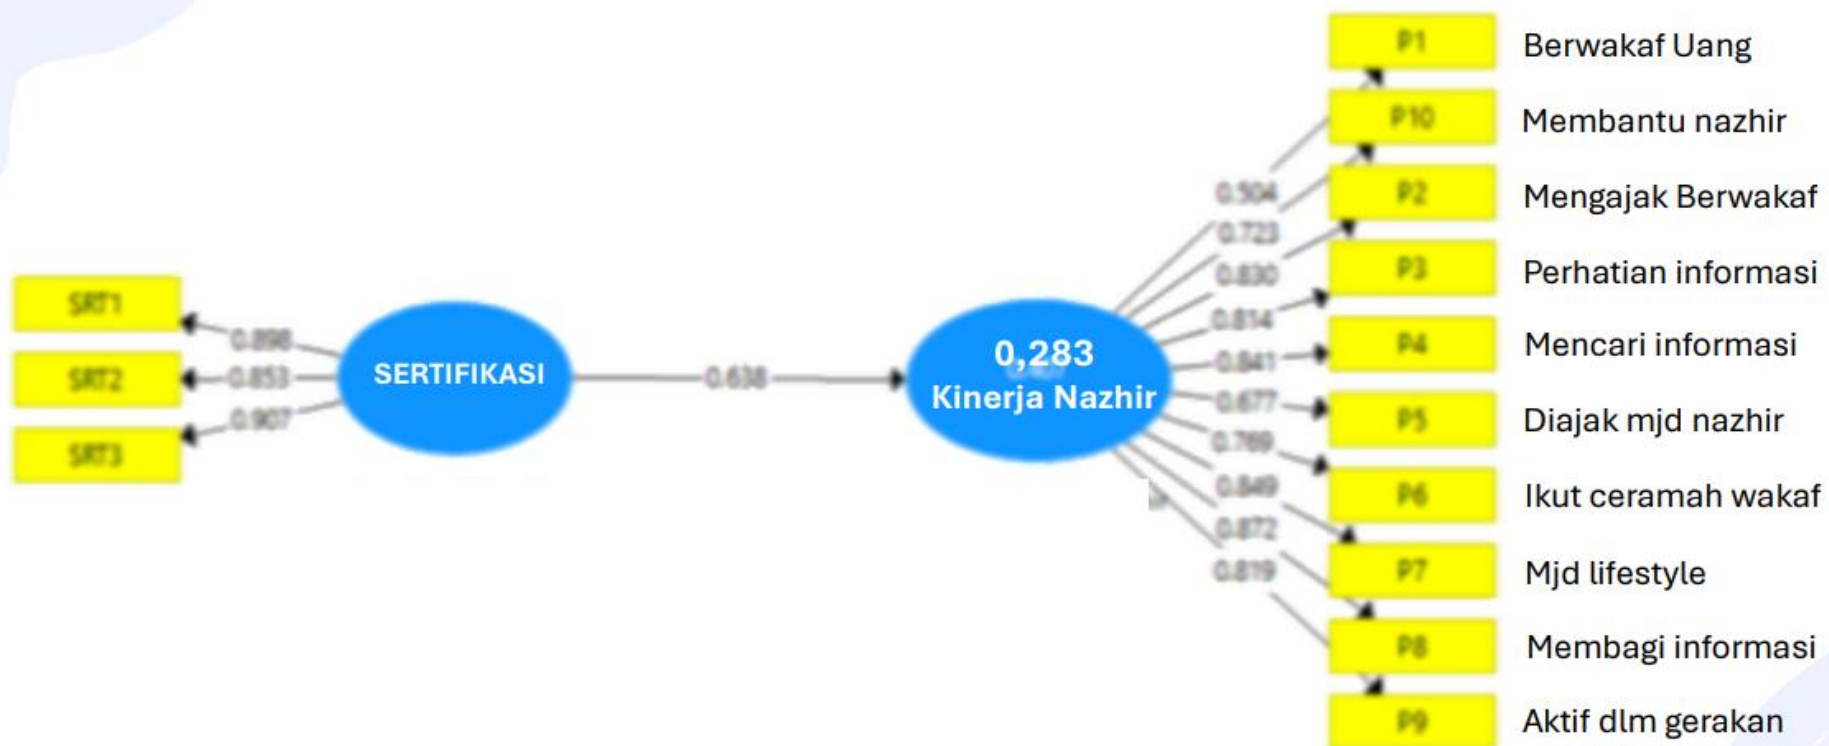 P1 Berwakaf Uang
P10 Membantu nazhir
0.504
P2 Mengajak Berwakaf
0.723
0.830
P3 Perhatian informasi
SRT1
0.814
0.898
P4 Mencari informasi
0.841
0,283
SERTIFIKASI
SRT2
0.853
0.638
Kinerja Nazhir
0.677
P5 Diajak mjd nazhir
0.907
0.769
SRT3
0.849
P6 Ikut ceramah wakaf
0.872
0.819
P7 Mjd lifestyle
P8 Membagi informasi
P9 Aktif dlm gerakan